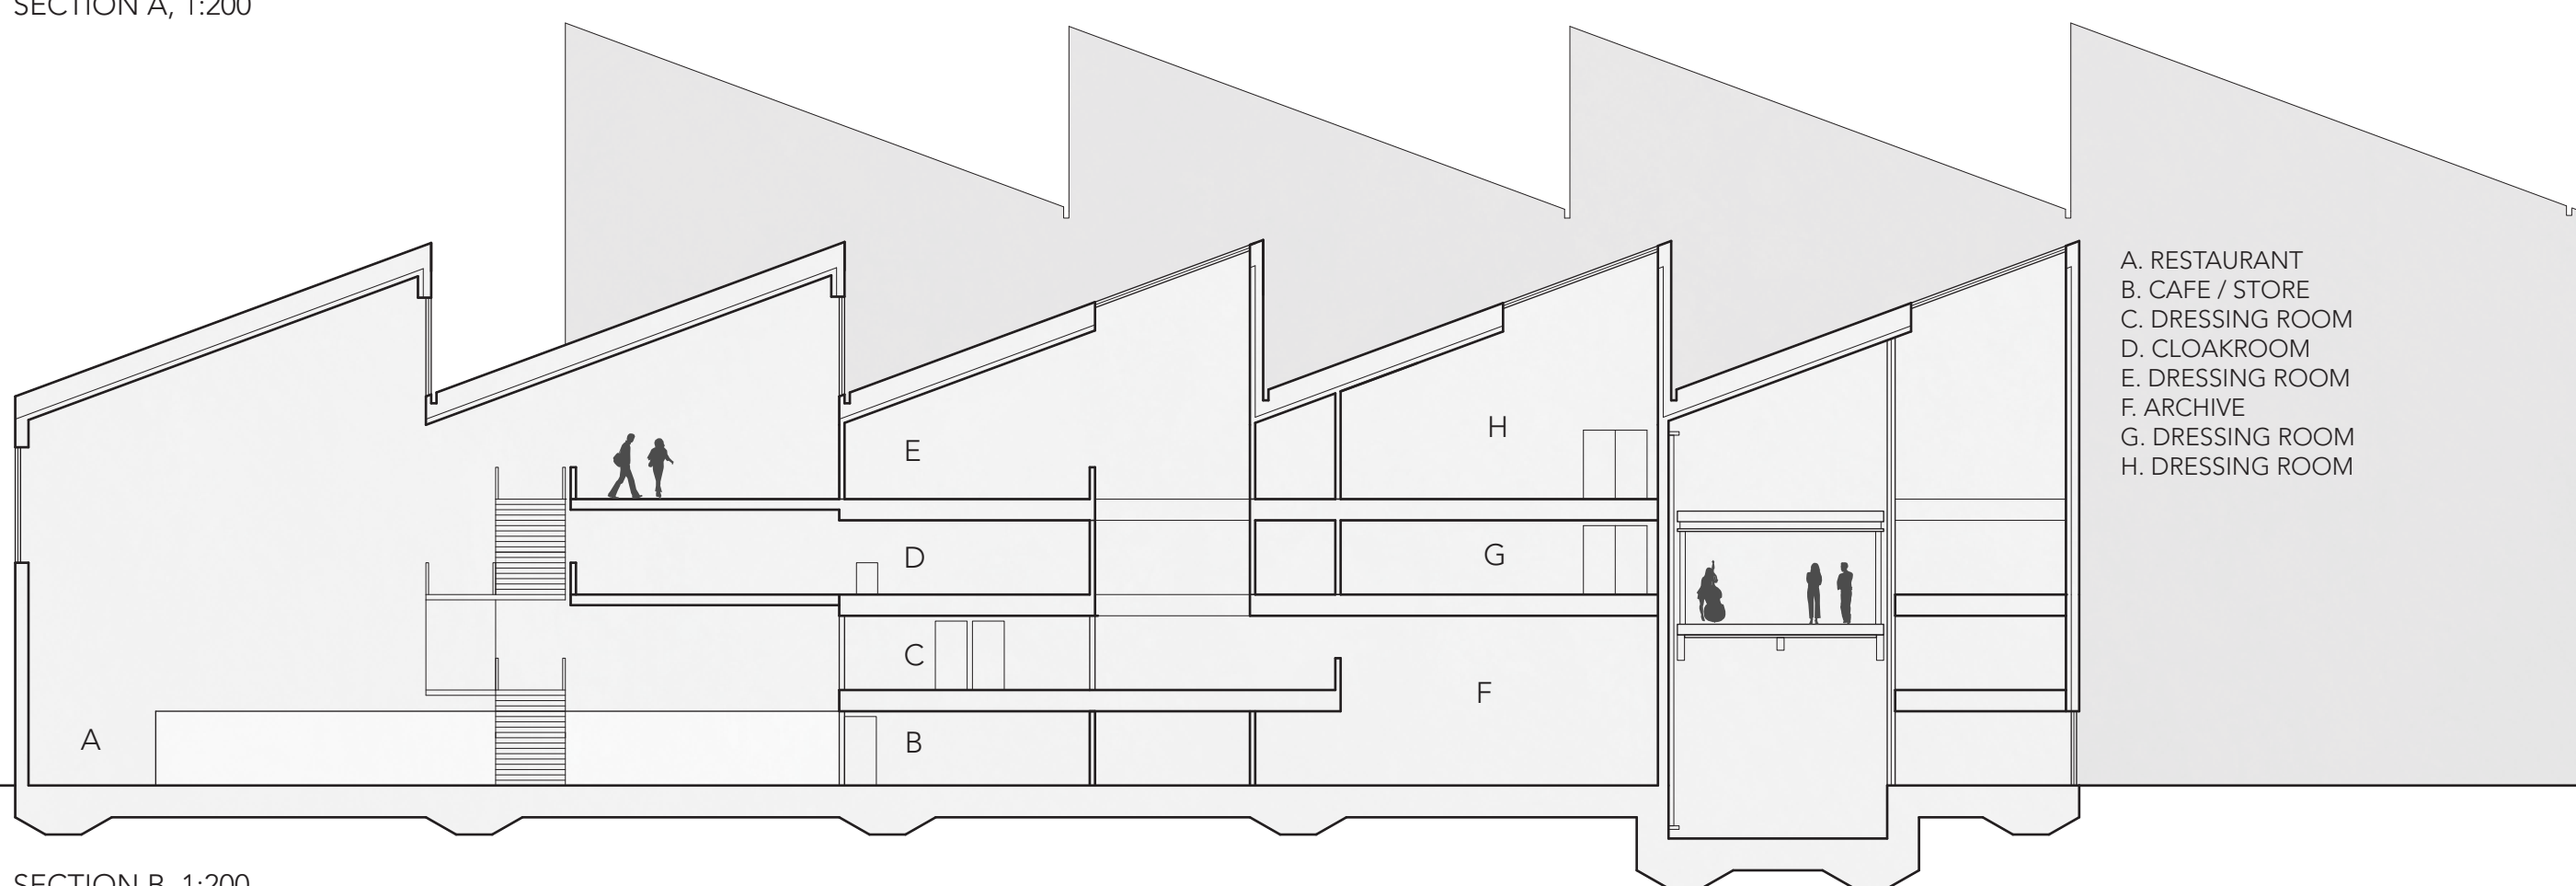 SECTION A, 1:200
E
H
D
G
C
F
A
B
A. RESTAURANT
B. CAFE / STORE
C. DRESSING ROOM
D. CLOAKROOM
E. DRESSING ROOM
F. ARCHIVE
G. DRESSING ROOM
H. DRESSING ROOM
SECTION B, 1:200